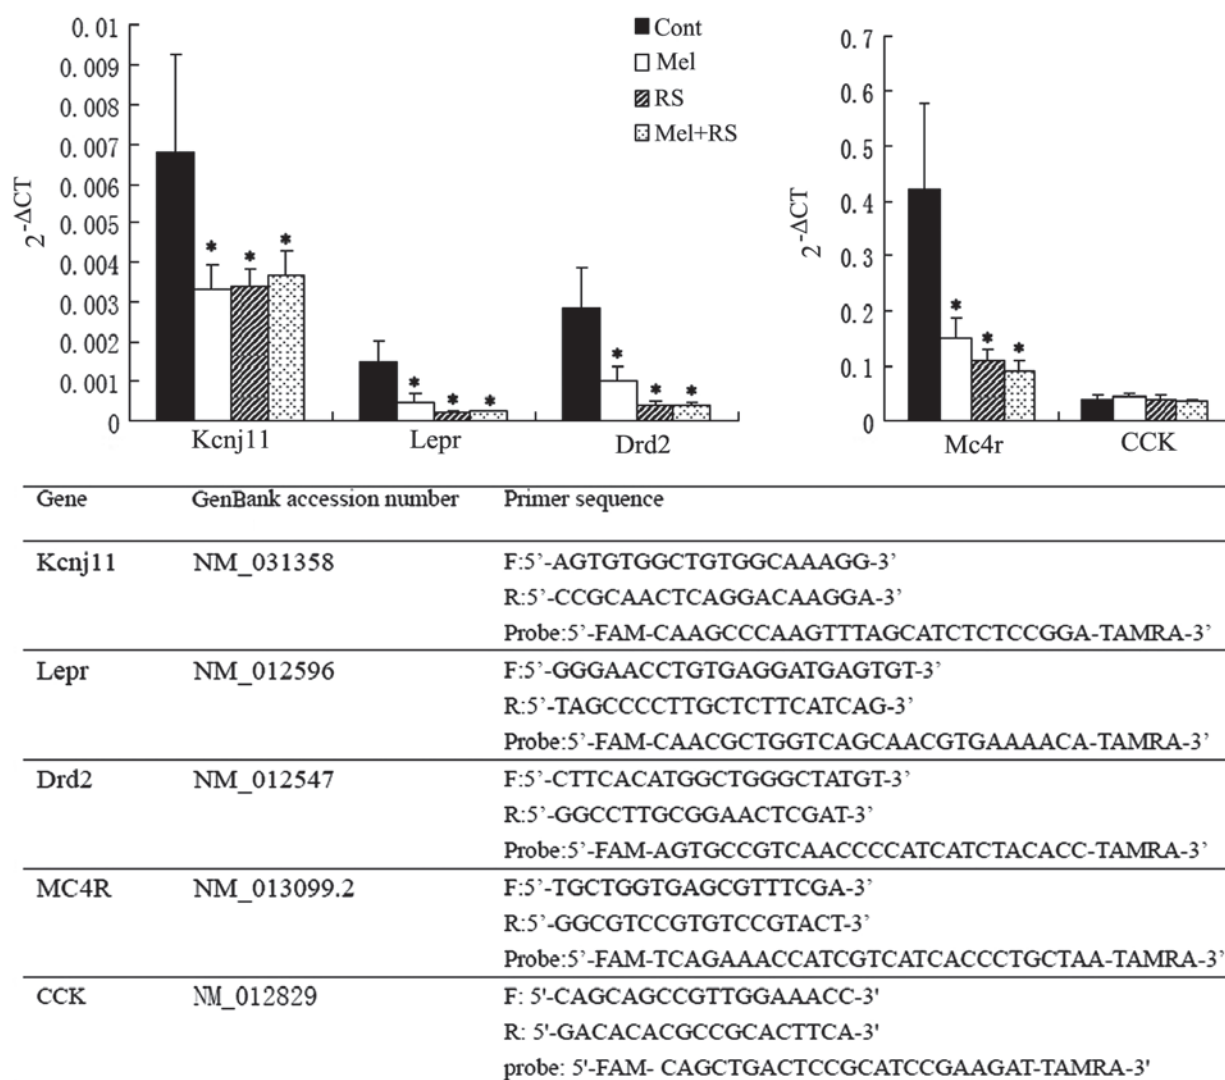 0.01
0.009
0.008
0.007
0.006
0.005
0.004
0.003
0.002
0.001
0
2-ΔCT
Cont
Mel
RS
Mel+RS
* * *
* * *
* * *
Kcnj11 Lepr Drd2
0.7
0.6
0.5
0.4
0.3
0.2
0.1
0
2-ΔCT
* * *
Mc4r CCK
Gene GenBank accession number Primer sequence
Kcnj11 NM_031358 F:5’-AGTGTGGCTGTGGCAAAGG-3’
R:5’-CCGCAACTCAGGACAAGGA-3’
Probe:5’-FAM-CAAGCCCAAGTTTAGCATCTCTCCGGA-TAMRA-3’
Lepr NM_012596 F:5’-GGGAACCTGTGAGGATGAGTGT-3’
R:5’-TAGCCCCTTGCTCTTCATCAG-3’
Probe:5’-FAM-CAACGCTGGTCAGCAACGTGAAAACA-TAMRA-3’
Drd2 NM_012547 F:5’-CTTCACATGGCTGGGCTATGT-3’
R:5’-GGCCTTGCGGAACTCGAT-3’
Probe:5’-FAM-AGTGCCGTCAACCCCATCATCTACACC-TAMRA-3’
MC4R NM_013099.2 F:5’-TGCTGGTGAGCGTTTCGA-3’
R:5’-GGCGTCCGTGTCCGTACT-3’
Probe:5’-FAM-TCAGAAACCATCGTCATCACCCTGCTAA-TAMRA-3’
CCK NM_012829 F: 5'-CAGCAGCCGTTGGAAACC-3'
R: 5'-GACACACGCCGCACTTCA-3'
probe: 5'-FAM- CAGCTGACTCCGCATCCGAAGAT-TAMRA-3'